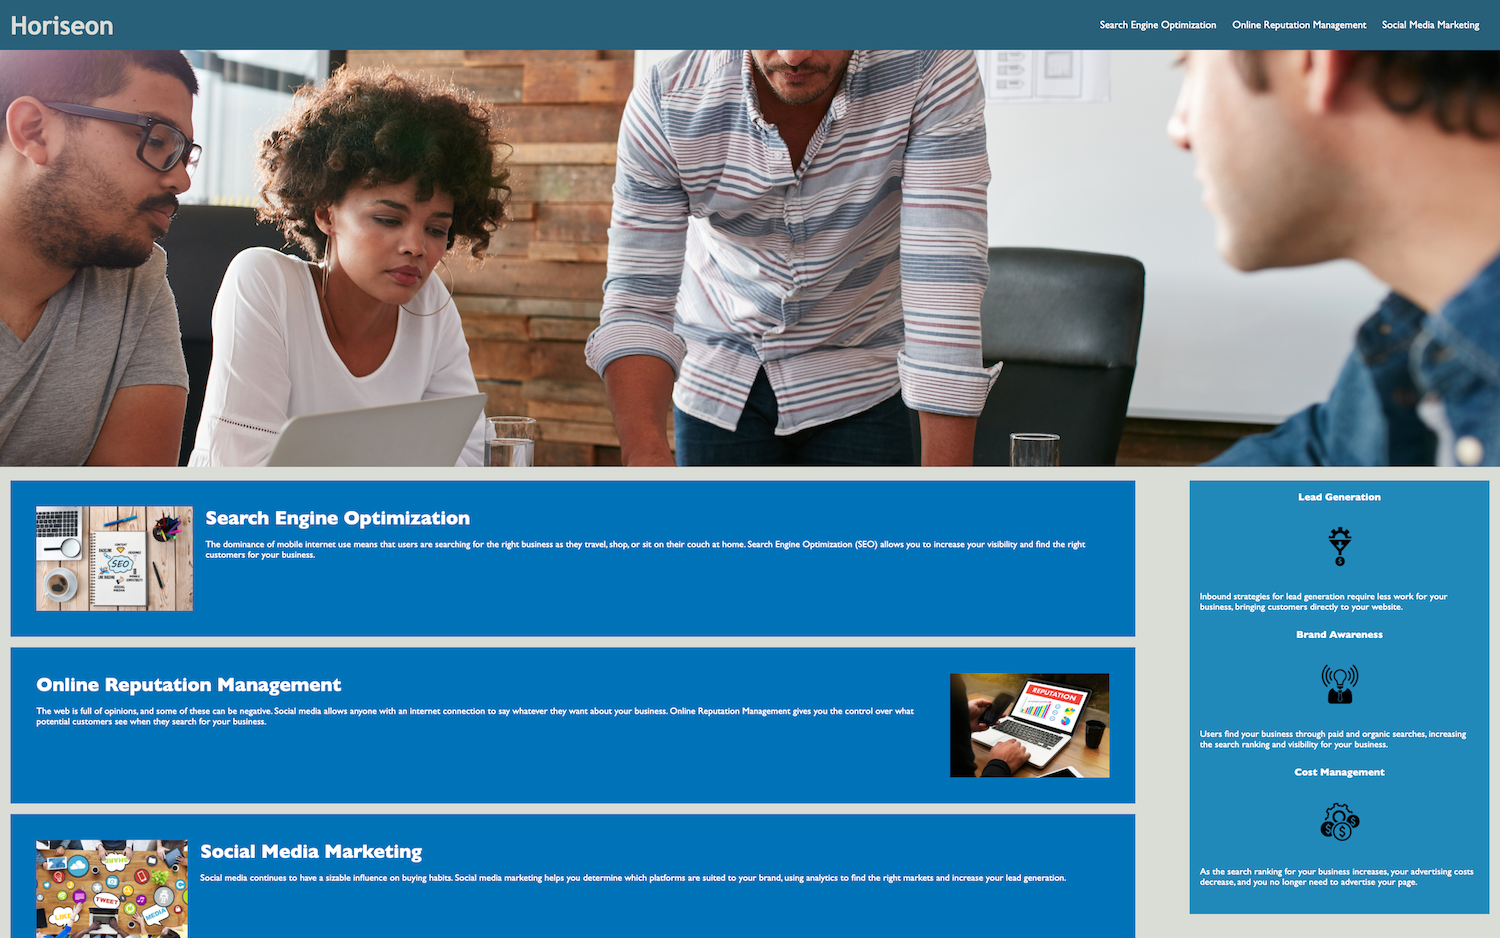 Horiseon
Search Engine Optimization
Online Reputation Management
Social Media Marketing
Search Engine Optimization
The dominance of mobile internet use means that users are searching for the right business as they travel, shop, or sit on their couch at home. Search Engine Optimization (SEO) allows you to increase your visibility and find the right
customers for your business.
SEO
Online Reputation Management
The web is full of opinions, and some of these can be negative. Social media allows anyone with an internet connection to say whatever they want about your business. Online Reputation Management gives you the control over what
potential customers see when they search for your business.
REPUTATION
Social Media Marketing
Social media continues to have a sizable influence on buying habits. Social media marketing helps you determine which platforms are suited to your brand, using analytics to find the right markets and increase your lead generation.
SHARE
TWEET
LIKE
MEDIA
Lead Generation
Inbound strategies for lead generation require less work for your
business, bringing customers directly to your website.
Brand Awareness
Users find your business through paid and organic searches, increasing
the search ranking and visibility for your business.
Cost Management
As the search ranking for your business increases, your advertising costs
decrease, and you no longer need to advertise your page.